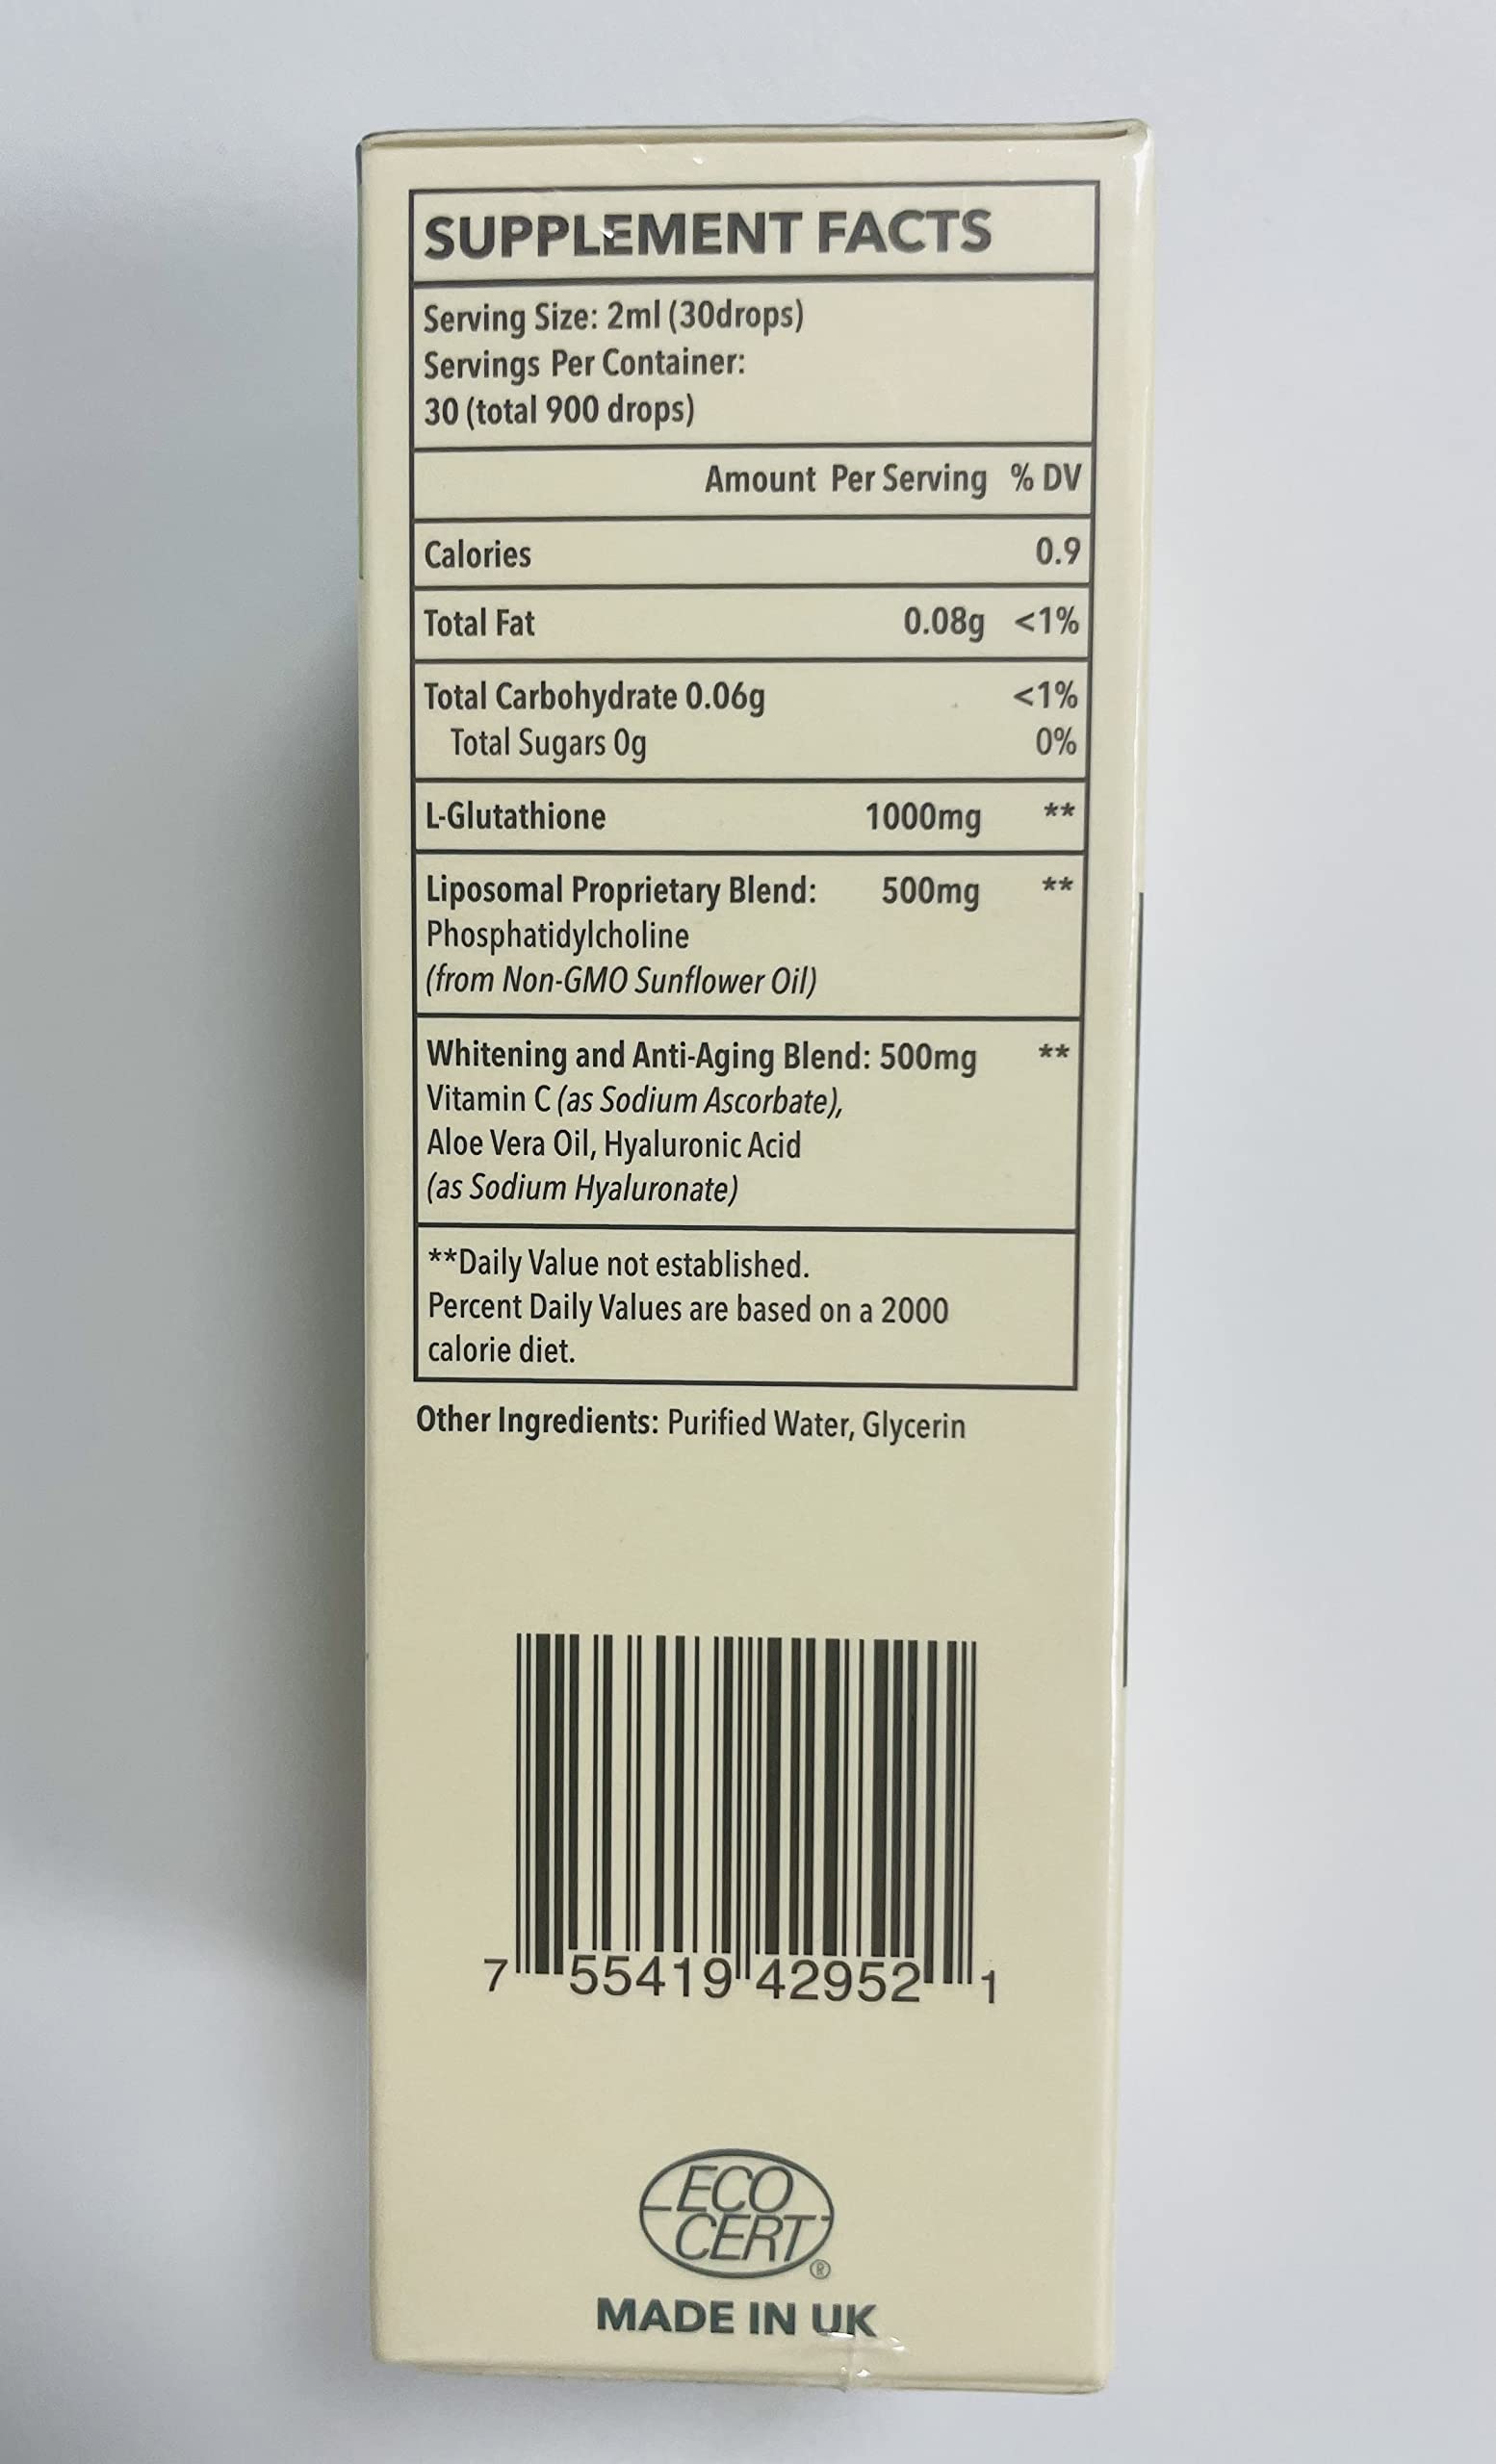 SUPPLEMENT FACTS
Serving Size: 2ml (30drops)
Servings Per Container:
30 (total 900 drops)
Amount Per Serving % DV
Calories 0.9
Total Fat 0.08g <1%
Total Carbohydrate 0.06g <1%
Total Sugars 0g 0%
L-Glutathione 1000mg **
Liposomal Proprietary Blend: 500mg **
Phosphatidylcholine
(from Non-GMO Sunflower Oil)
Whitening and Anti-Aging Blend: 500mg **
Vitamin C (as Sodium Ascorbate),
Aloe Vera Oil, Hyaluronic Acid
(as Sodium Hyaluronate)
**Daily Value not established.
Percent Daily Values are based on a 2000
calorie diet.
Other Ingredients: Purified Water, Glycerin
7 55419 42952 1
ECO
CERT®
MADE IN UK